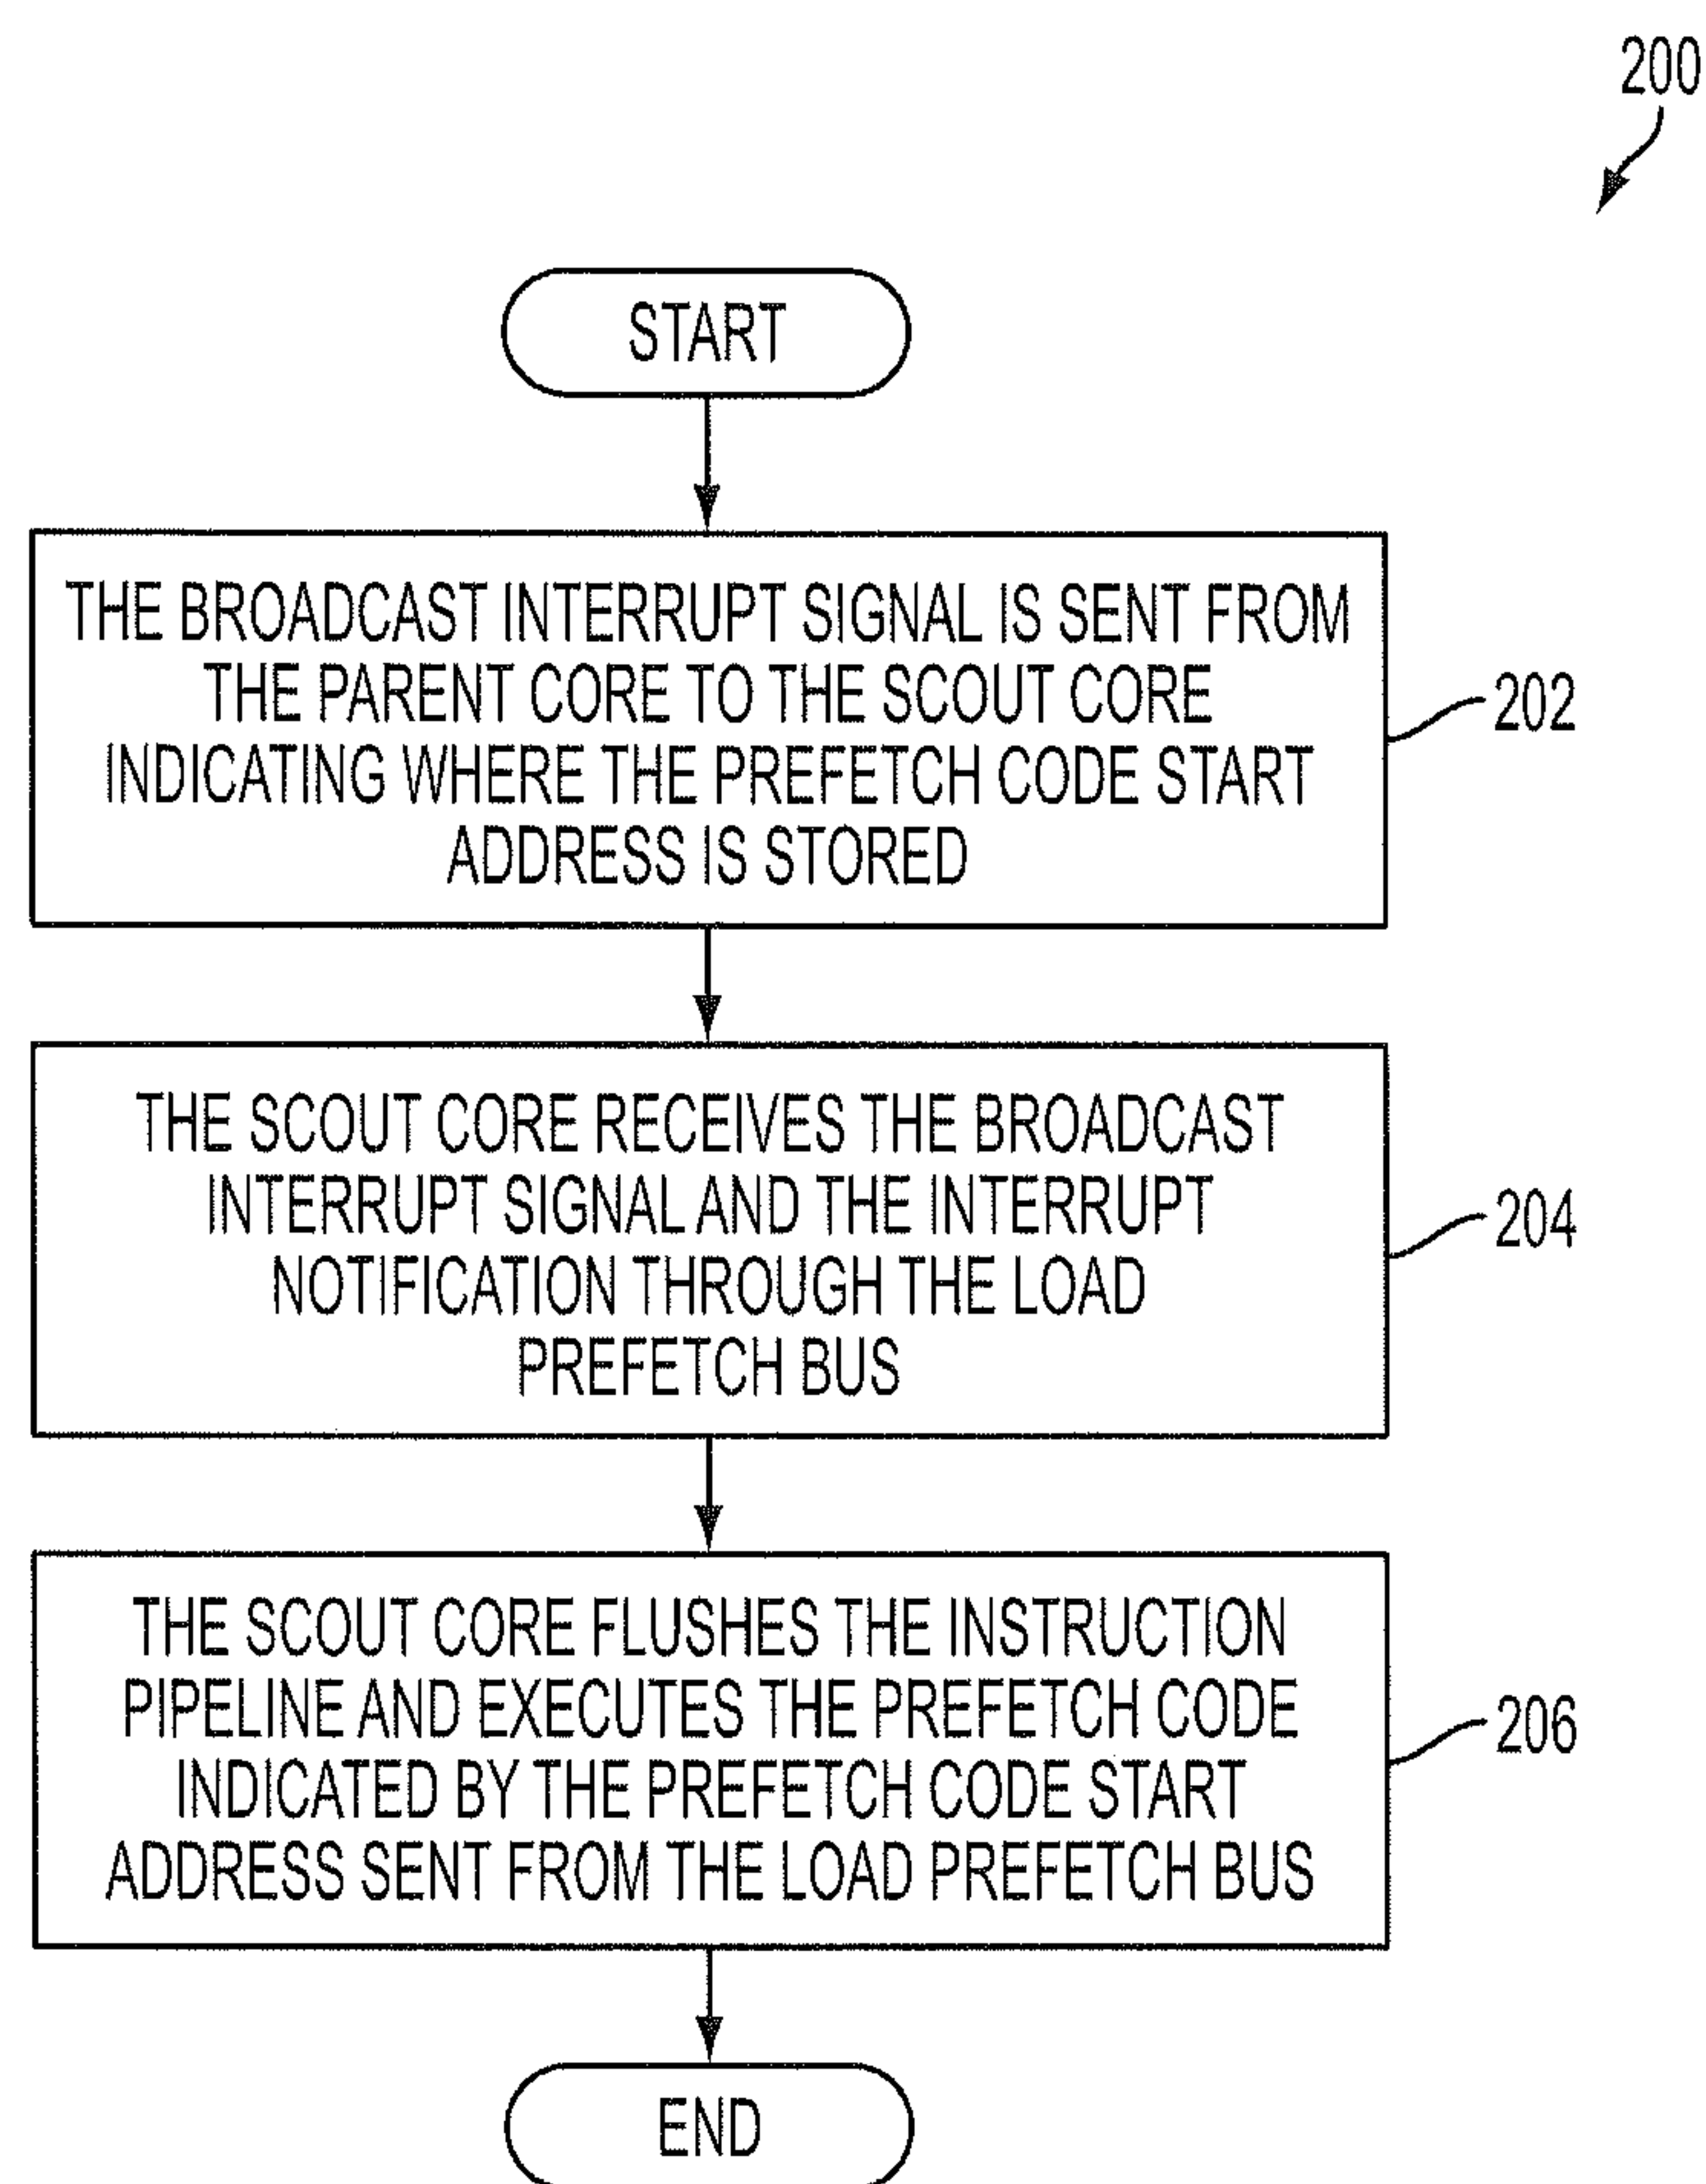 200
START
THE BROADCAST INTERRUPT SIGNAL IS SENT FROM
THE PARENT CORE TO THE SCOUT CORE
INDICATING WHERE THE PREFETCH CODE START
ADDRESS IS STORED
202
THE SCOUT CORE RECEIVES THE BROADCAST
INTERRUPT SIGNAL AND THE INTERRUPT
NOTIFICATION THROUGH THE LOAD
PREFETCH BUS
204
THE SCOUT CORE FLUSHES THE INSTRUCTION
PIPELINE AND EXECUTES THE PREFETCH CODE
INDICATED BY THE PREFETCH CODE START
ADDRESS SENT FROM THE LOAD PREFETCH BUS
206
END